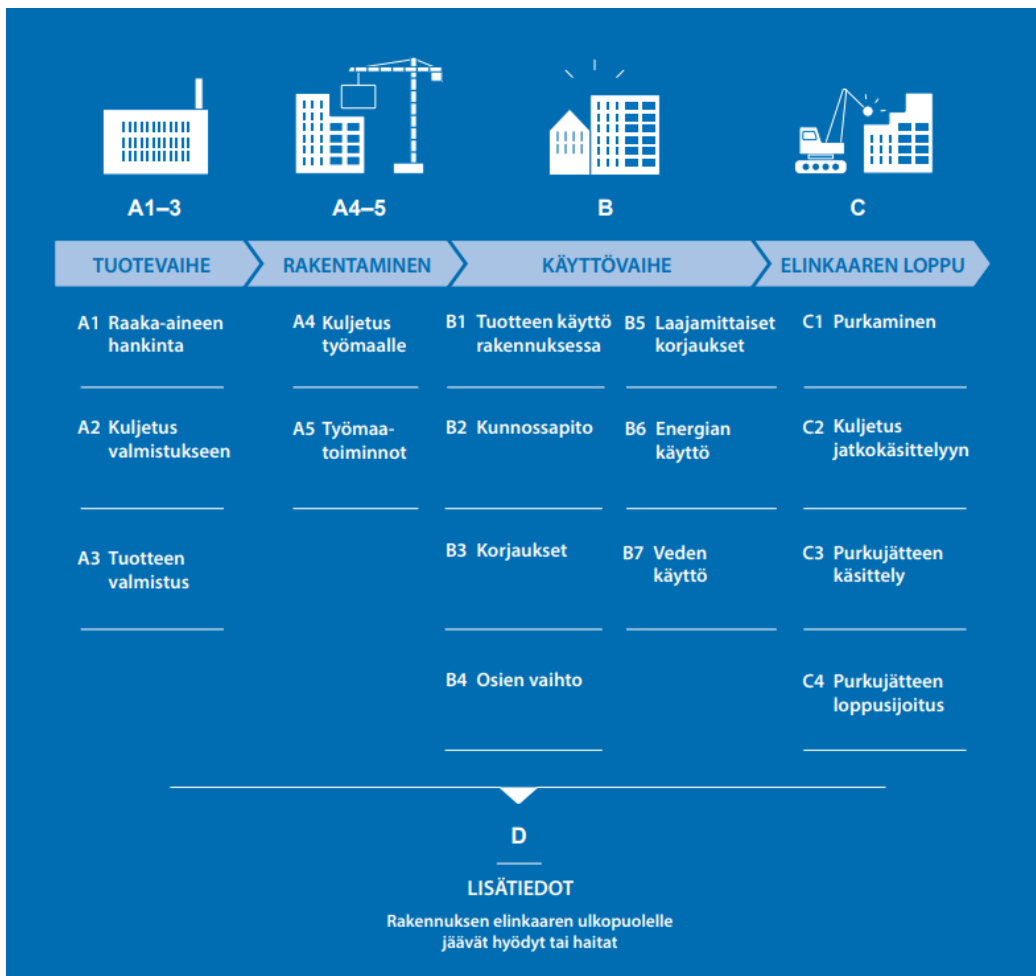 A1–3
A4–5
B
C
TUOTEVAIHE
RAKENTAMINEN
KÄYTTÖVAIHE
ELINKAAREN LOPPU
A1 Raaka-aineen
hankinta
A2 Kuljetus
valmistukseen
A3 Tuotteen
valmistus
A4 Kuljetus
työmaalle
A5 Työmaa-
toiminnot
B1 Tuotteen käyttö
rakennuksessa
B2 Kunnossapito
B3 Korjaukset
B4 Osien vaihto
B5 Laajamittaiset
korjaukset
B6 Energian
käyttö
B7 Veden
käyttö
C1 Purkaminen
C2 Kuljetus
jatkokäsittelyyn
C3 Purkujätteen
käsittely
C4 Purkujätteen
loppusijoitus
D
LISÄTIEDOT
Rakennuksen elinkaaren ulkopuolelle
jäävät hyödyt tai haitat